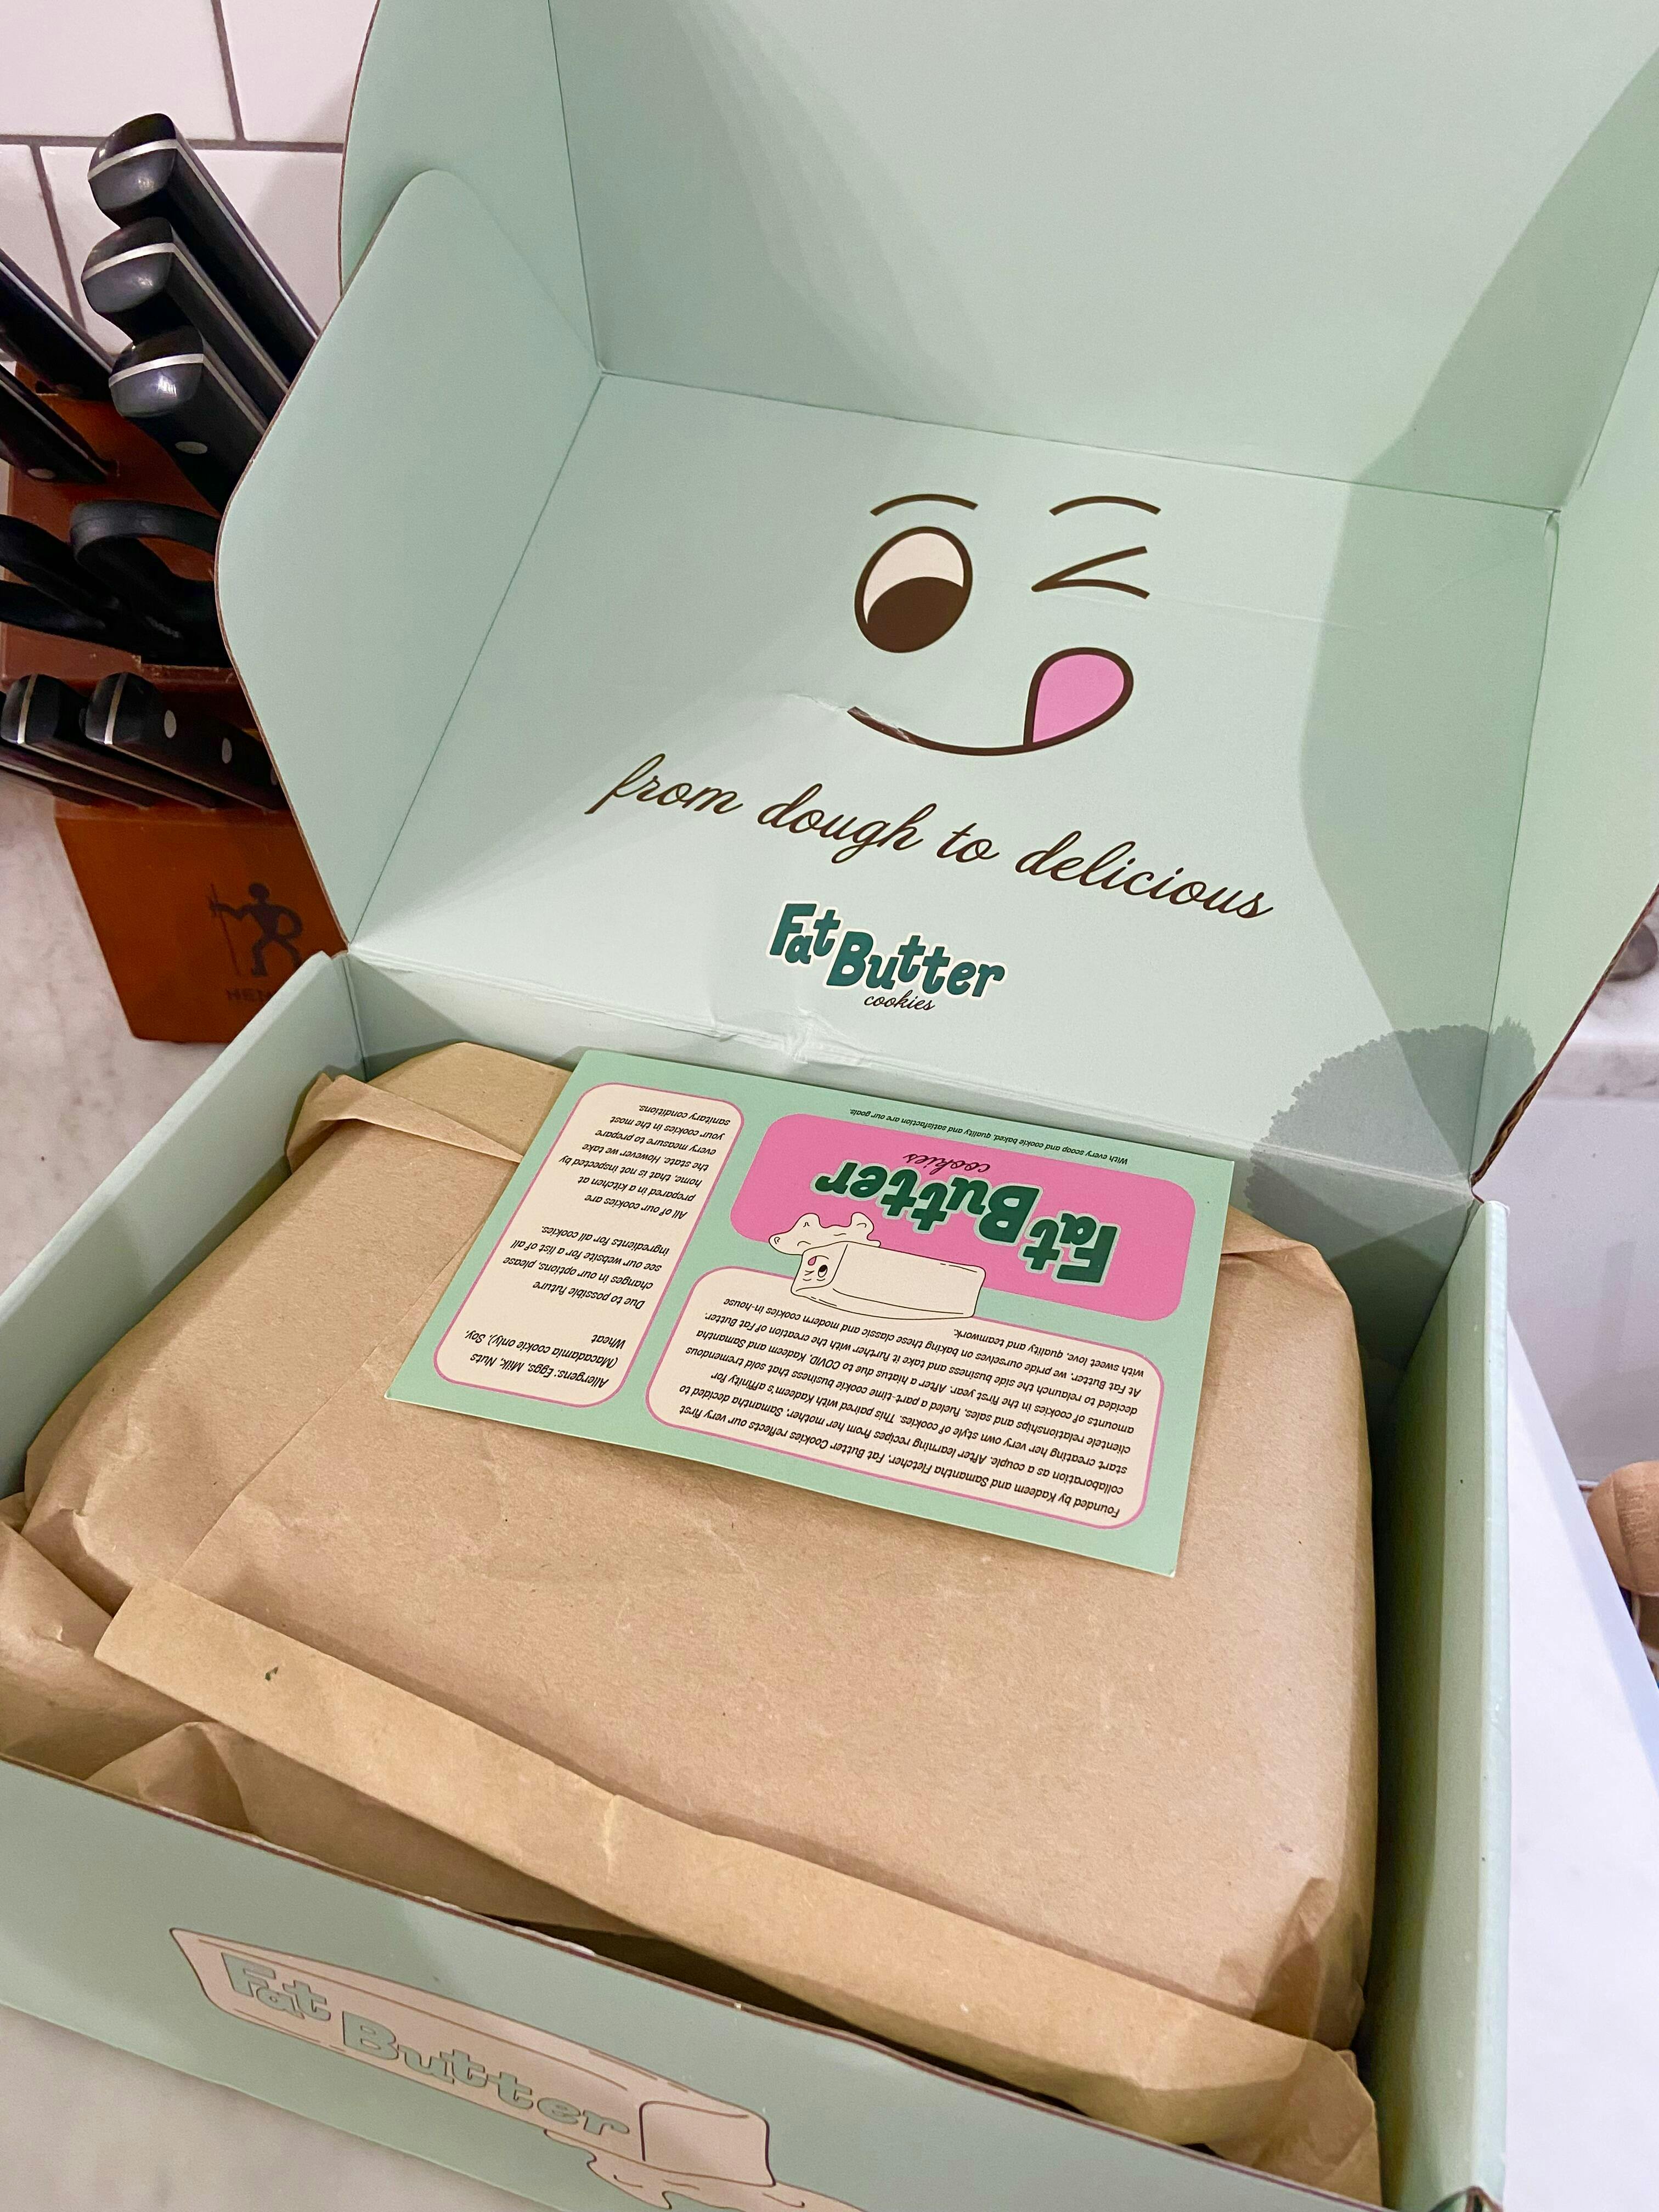 from dough to delicious
Fat Butter
cookies
With every scoop and cookie baked, quality and satisfaction are our goals.
Fat
Butter
cookies
Founded by Kadeem and Samantha Fletcher, Fat Butter Cookies reflects our very first
collaboration as a couple. After learning recipes from her mother, Samantha decided to
start creating her very own style of cookies. This paired with Kadeem's affinity for
clientele relationships and sales, fueled a part-time cookie business that sold tremendous
amounts of cookies in the first year. After a hiatus due to COVID, Kadeem and Samantha
decided to relaunch the side business and take it further with the creation of Fat Butter.
At Fat Butter, we pride ourselves on baking these classic and modern cookies in-house
with sweet love, quality and teamwork.
Allergens: Eggs, Milk, Nuts
(Macadamia cookie only), Soy,
Wheat
Due to possible future
changes in our options, please
see our website for a list of all
ingredients for all cookies.
All of our cookies are
prepared in a kitchen at
home, that is not inspected by
the state. However we take
every measure to prepare
your cookies in the most
sanitary conditions.
Fat Butter